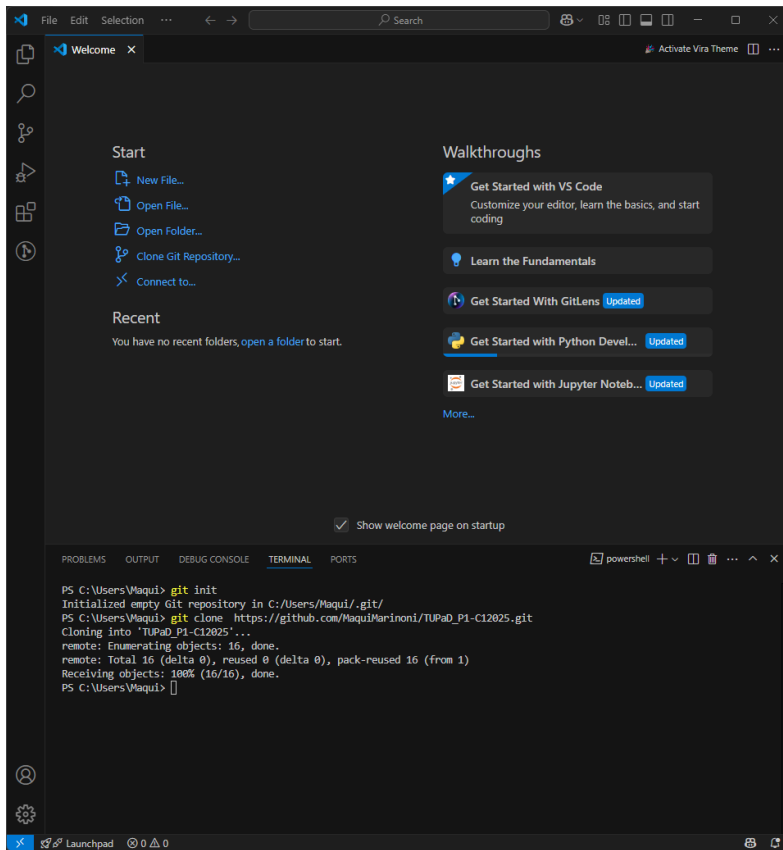 File Edit Selection ··· Search
Welcome
Activate Vira Theme ···
Start
New File...
Open File...
Open Folder...
Clone Git Repository...
Connect to...
Recent
You have no recent folders, open a folder to start.
Walkthroughs
Get Started with VS Code
Customize your editor, learn the basics, and start
coding
Learn the Fundamentals
Get Started With GitLens Updated
Get Started with Python Devel... Updated
Get Started with Jupyter Noteb... Updated
More...
Show welcome page on startup
PROBLEMS OUTPUT DEBUG CONSOLE TERMINAL PORTS powershell ···
PS C:\Users\Maqui> git init
Initialized empty Git repository in C:/Users/Maqui/.git/
PS C:\Users\Maqui> git clone  https://github.com/MaquiMarinoni/TUPaD_P1-C12025.git
Cloning into 'TUPaD_P1-C12025'...
remote: Enumerating objects: 16, done.
remote: Total 16 (delta 0), reused 0 (delta 0), pack-reused 16 (from 1)
Receiving objects: 100% (16/16), done.
PS C:\Users\Maqui>
Launchpad 0 0